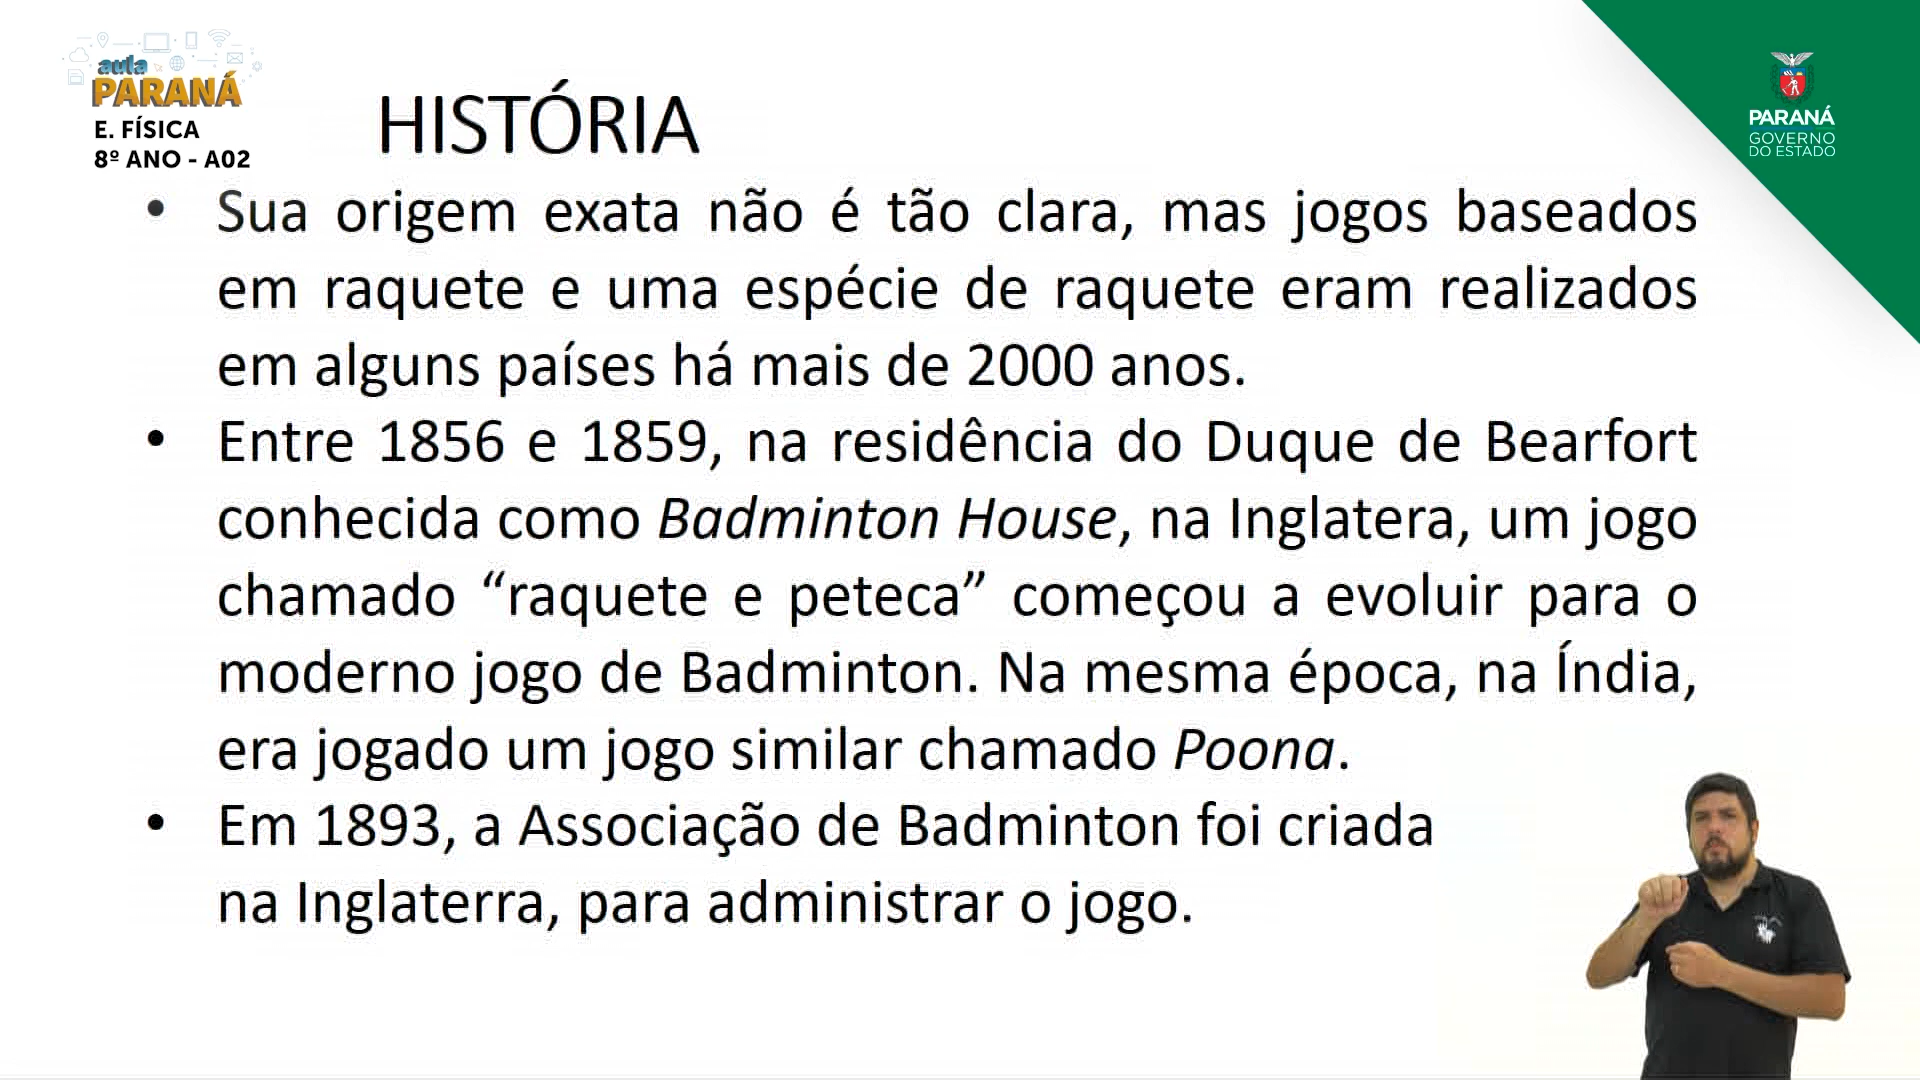 aula
PARANÁ
E. FÍSICA
8º ANO - A02
PARANÁ
GOVERNO
DO ESTADO
HISTÓRIA
• Sua origem exata não é tão clara, mas jogos baseados
em raquete e uma espécie de raquete eram realizados
em alguns países há mais de 2000 anos.
• Entre 1856 e 1859, na residência do Duque de Bearfort
conhecida como Badminton House, na Inglatera, um jogo
chamado “raquete e peteca” começou a evoluir para o
moderno jogo de Badminton. Na mesma época, na Índia,
era jogado um jogo similar chamado Poona.
• Em 1893, a Associação de Badminton foi criada
na Inglaterra, para administrar o jogo.